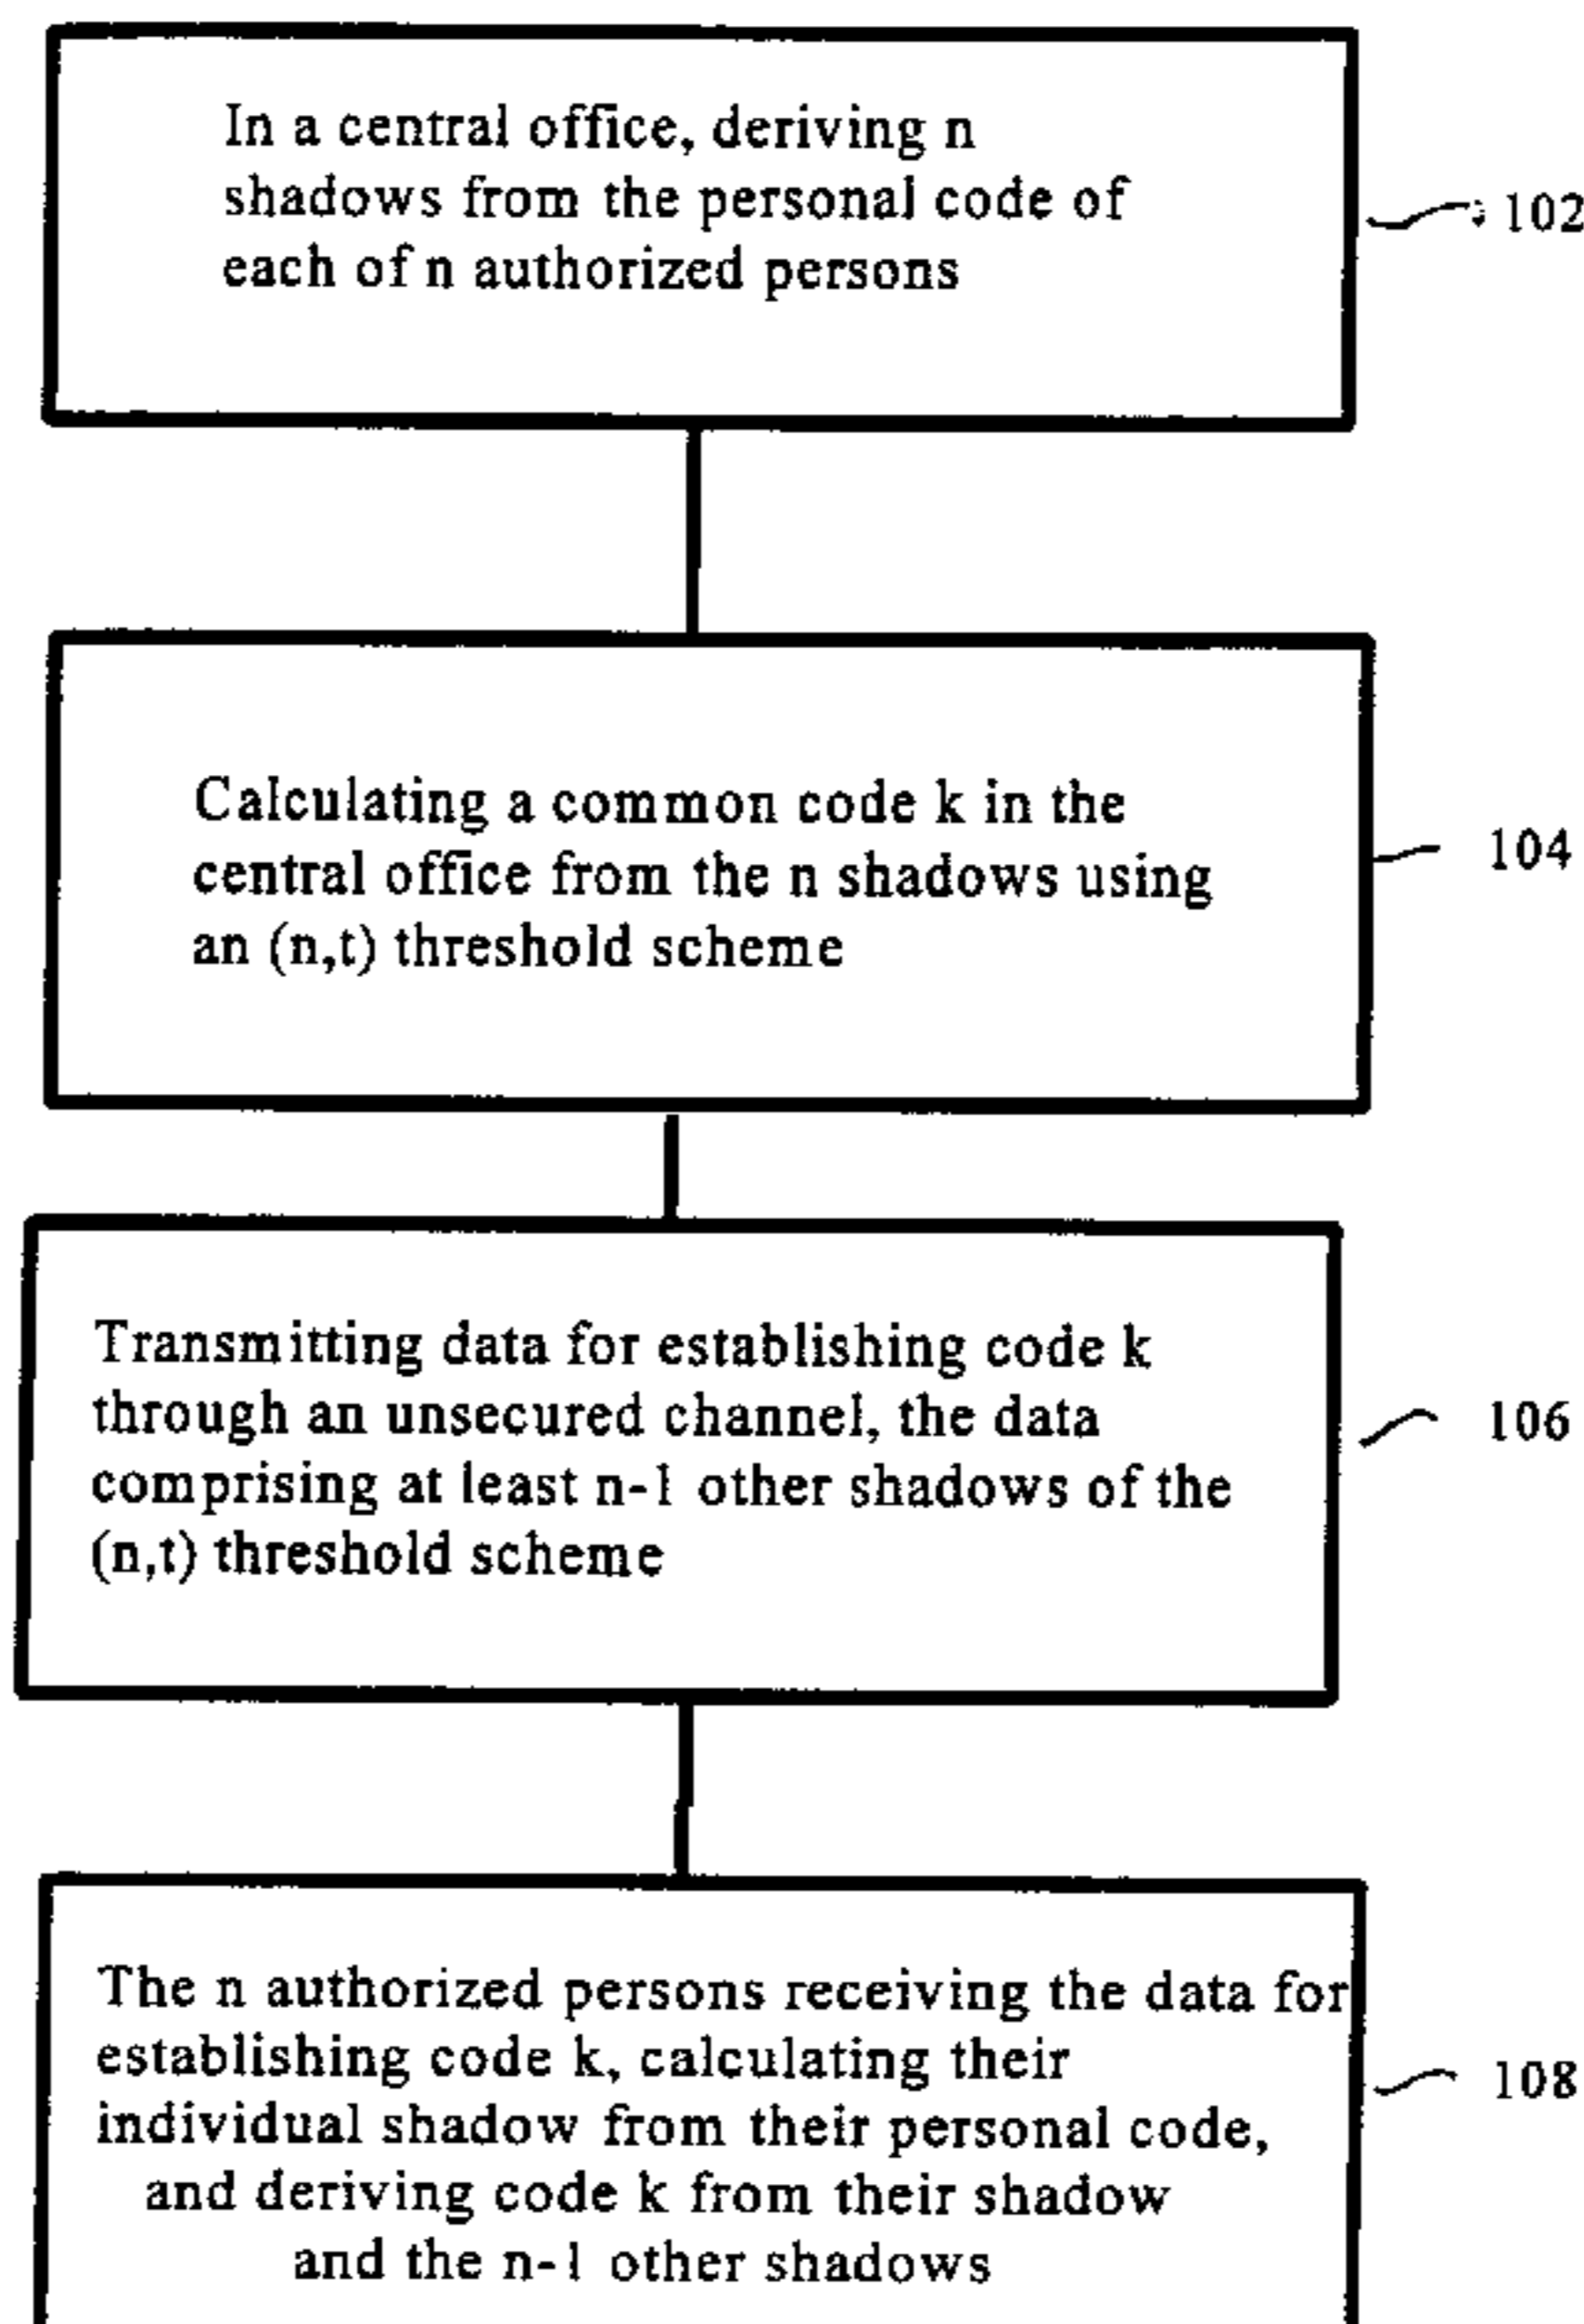 In a central office, deriving n
shadows from the personal code of
each of n authorized persons
102
Calculating a common code k in the
central office from the n shadows using
an (n,t) threshold scheme
104
Transmitting data for establishing code k
through an unsecured channel, the data
comprising at least n-1 other shadows of the
(n,t) threshold scheme
106
The n authorized persons receiving the data for
establishing code k, calculating their
individual shadow from their personal code,
and deriving code k from their shadow
and the n-1 other shadows
108